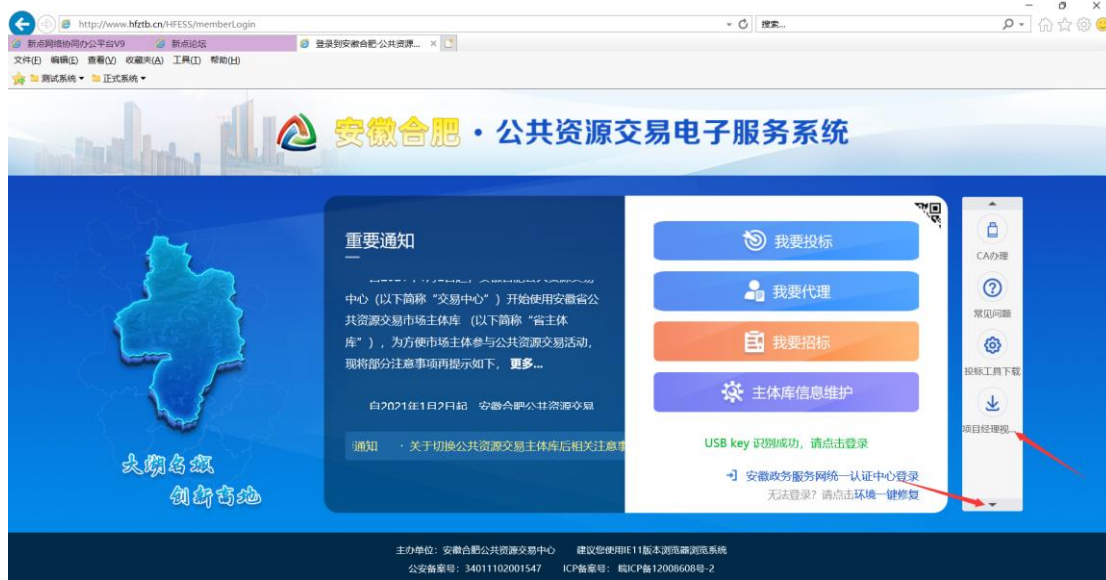 http://www.hfztb.cn/HFESS/memberLogin
搜索...
新点网络协同办公平台V9
新点论坛
登录到安徽合肥·公共资源...
文件(F) 编辑(E) 查看(V) 收藏夹(A) 工具(T) 帮助(H)
测试系统
正式系统
安徽合肥·公共资源交易电子服务系统
重要通知
中心（以下简称“交易中心”）开始使用安徽省公
共资源交易市场主体库 （以下简称“省主体
库”），为方便市场主体参与公共资源交易活动，
现将部分注意事项再提示如下， 更多...
自2021年1月2日起 安徽合肥公共资源交易
通知 · 关于切换公共资源交易主体库后相关注意事
我要投标
我要代理
我要招标
主体库信息维护
USB key 识别成功，请点击登录
安徽政务服务网统一认证中心登录
无法登录？请点击环境一键修复
CA办理
常见问题
投标工具下载
项目经理视...
大湖名城
创新高地
主办单位：安徽合肥公共资源交易中心 建议您使用IE11版本浏览器浏览系统
公安备案号：34011102001547 ICP备案号：皖ICP备12008608号-2